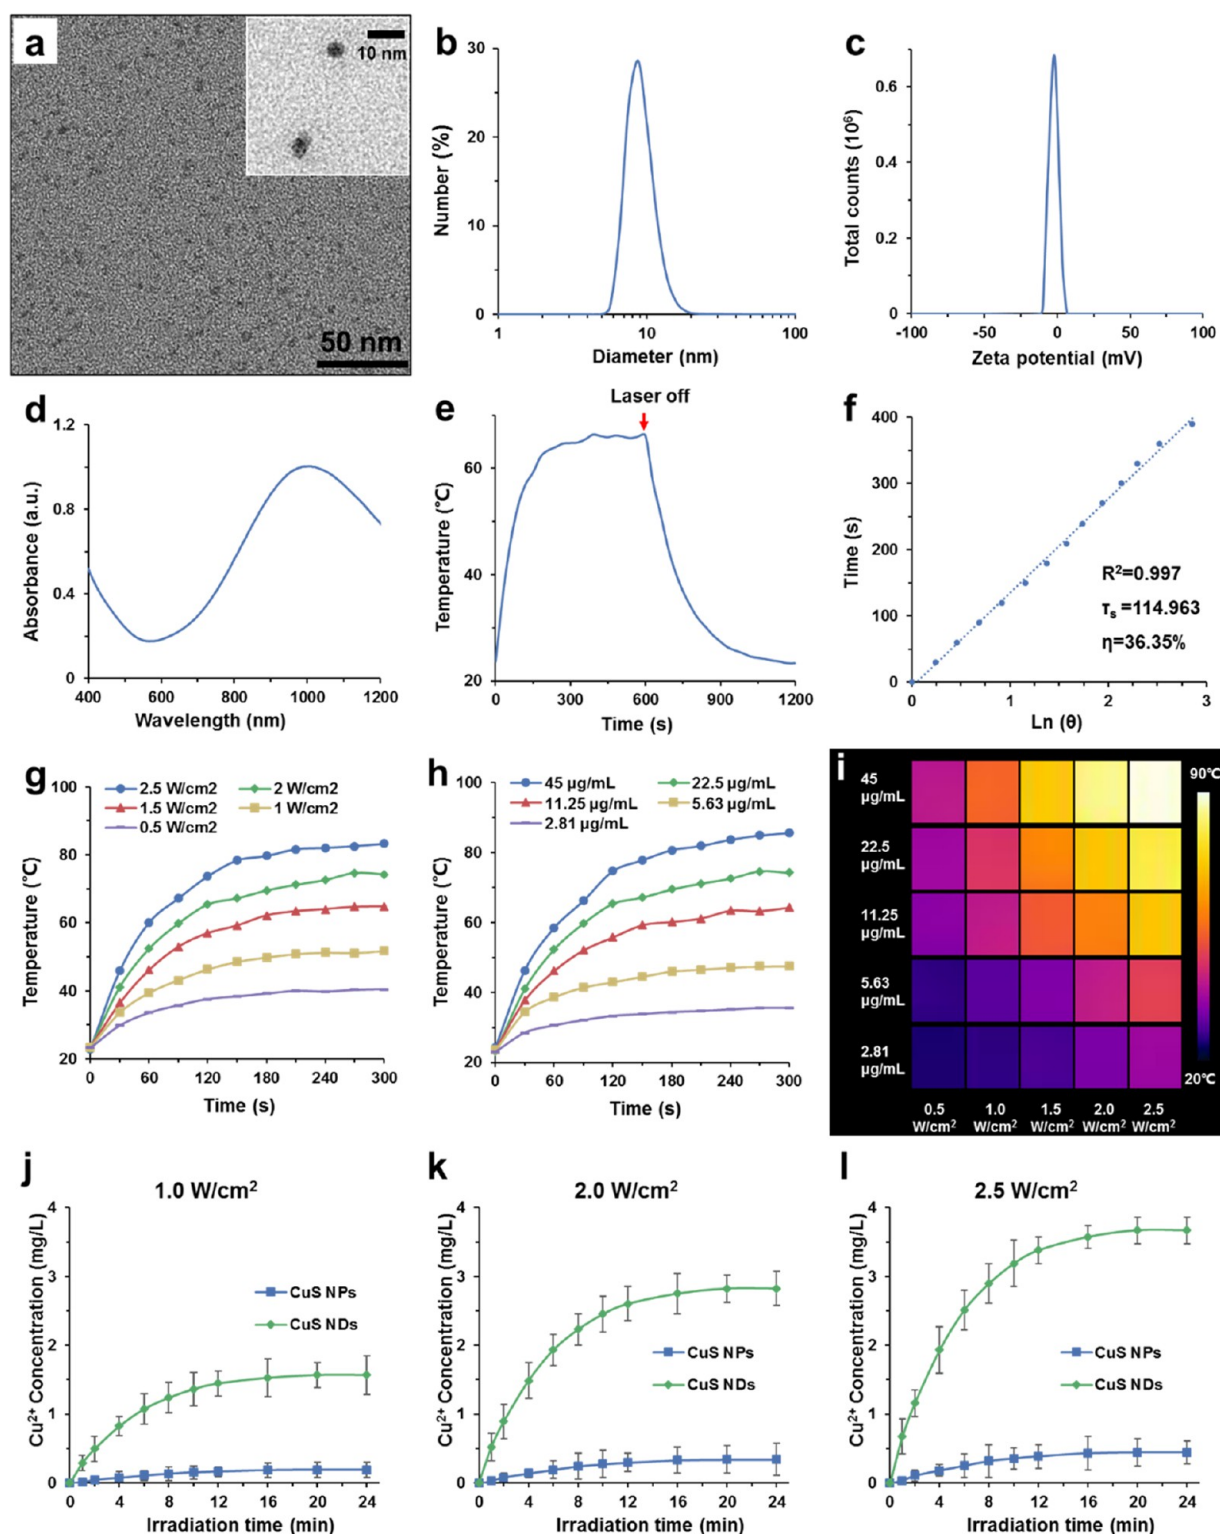 a
10 nm
50 nm
b
30
20
10
0
Number (%)
1
10
100
Diameter (nm)
c
0.6
0.4
0.2
0
Total counts (10⁶)
-100
-50
0
50
100
Zeta potential (mV)
d
1.2
0.8
0.4
0
Absorbance (a.u.)
400
600
800
1000
1200
Wavelength (nm)
e
Laser off
60
40
20
Temperature (℃)
0
300
600
900
1200
Time (s)
f
400
300
200
100
0
Time (s)
R²=0.997
τs =114.963
η=36.35%
1
2
3
Ln (θ)
g
100
80
60
40
20
Temperature (℃)
2.5 W/cm2
2 W/cm2
1.5 W/cm2
1 W/cm2
0.5 W/cm2
0
60
120
180
240
300
Time (s)
h
100
80
60
40
20
Temperature (℃)
45 µg/mL
22.5 µg/mL
11.25 µg/mL
5.63 µg/mL
2.81 µg/mL
0
60
120
180
240
300
Time (s)
i
45
µg/mL
22.5
µg/mL
11.25
µg/mL
5.63
µg/mL
2.81
µg/mL
90℃
20℃
0.5
W/cm²
1.0
W/cm²
1.5
W/cm²
2.0
W/cm²
2.5
W/cm²
j
1.0 W/cm²
4
3
2
1
0
Cu²⁺ Concentration (mg/L)
CuS NPs
CuS NDs
0
4
8
12
16
20
24
Irradiation time (min)
k
2.0 W/cm²
4
3
2
1
0
Cu²⁺ Concentration (mg/L)
CuS NPs
CuS NDs
0
4
8
12
16
20
24
Irradiation time (min)
l
2.5 W/cm²
4
3
2
1
0
Cu²⁺ Concentration (mg/L)
CuS NPs
CuS NDs
0
4
8
12
16
20
24
Irradiation time (min)